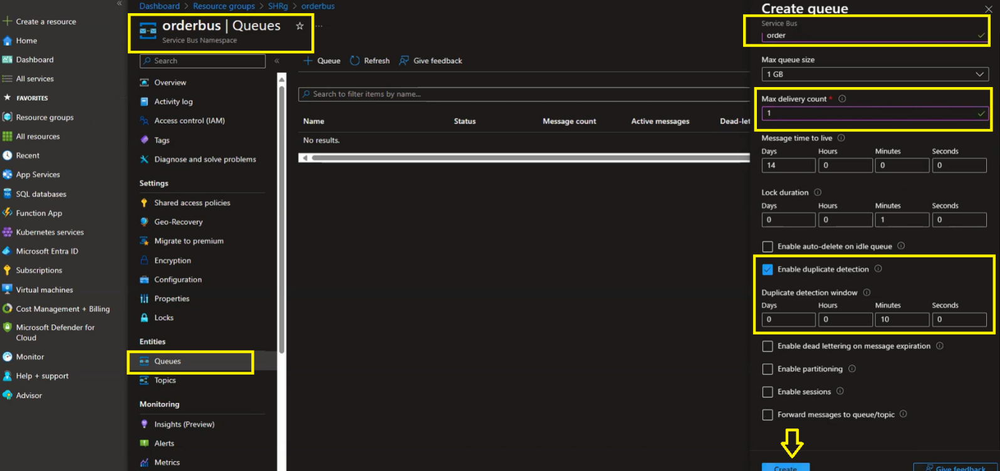 Dashboard > Resource groups > SHRg > orderbus
«
Create a resource
Home
Dashboard
All services
FAVORITES
Resource groups
All resources
Recent
App Services
SQL databases
Function App
Kubernetes services
Microsoft Entra ID
Subscriptions
Virtual machines
Cost Management + Billing
Microsoft Defender for
Cloud
Monitor
Help + support
Advisor
orderbus | Queues
...
Service Bus Namespace
Search
«
Overview
Activity log
Access control (IAM)
Tags
Diagnose and solve problems
Settings
Shared access policies
Geo-Recovery
Migrate to premium
Encryption
Configuration
Properties
Locks
Entities
Queues
Topics
Monitoring
Insights (Preview)
Alerts
Metrics
Queue Refresh Give feedback
Search to filter items by name...
Name Status Message count Active messages Dead-let
No results.
Create queue
Service Bus
order
Max queue size
1 GB
Max delivery count *
1
Message time to live
Days Hours Minutes Seconds
14 0 0 0
Lock duration
Days Hours Minutes Seconds
0 0 1 0
Enable auto-delete on idle queue
Enable duplicate detection
Duplicate detection window
Days Hours Minutes Seconds
0 0 10 0
Enable dead lettering on message expiration
Enable partitioning
Enable sessions
Forward messages to queue/topic
Create Give feedback